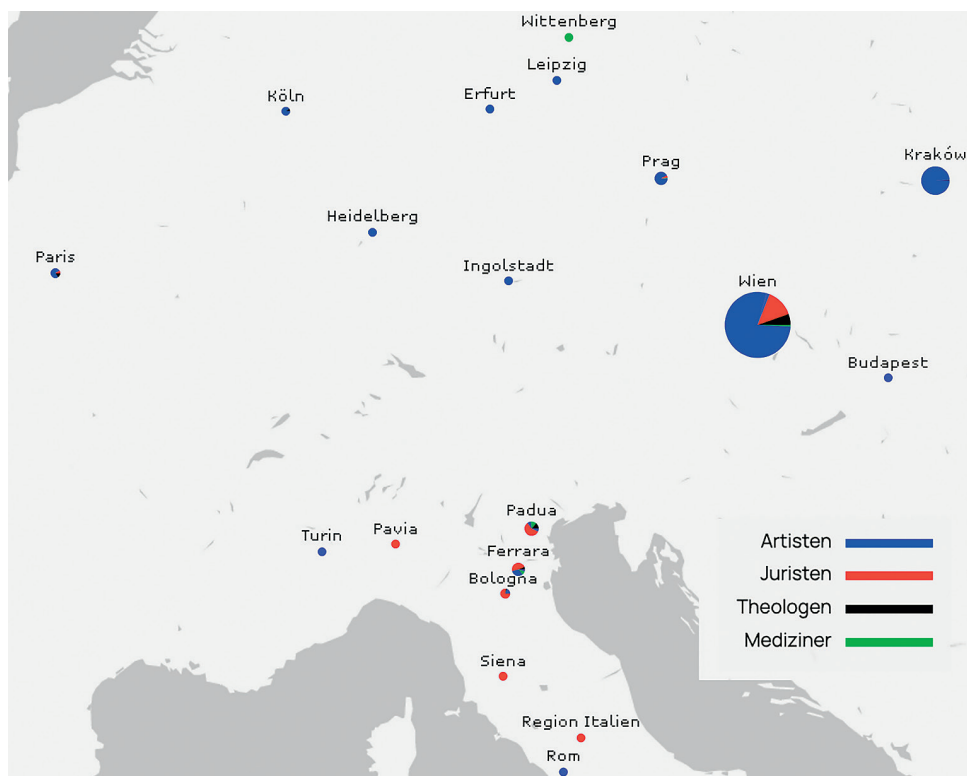 Wittenberg
Leipzig
Köln
Erfurt
Prag
Kraków
Heidelberg
Paris
Ingolstadt
Wien
Budapest
Padua
Turin
Pavia
Ferrara
Bologna
Siena
Region Italien
Rom
Artisten
Juristen
Theologen
Mediziner